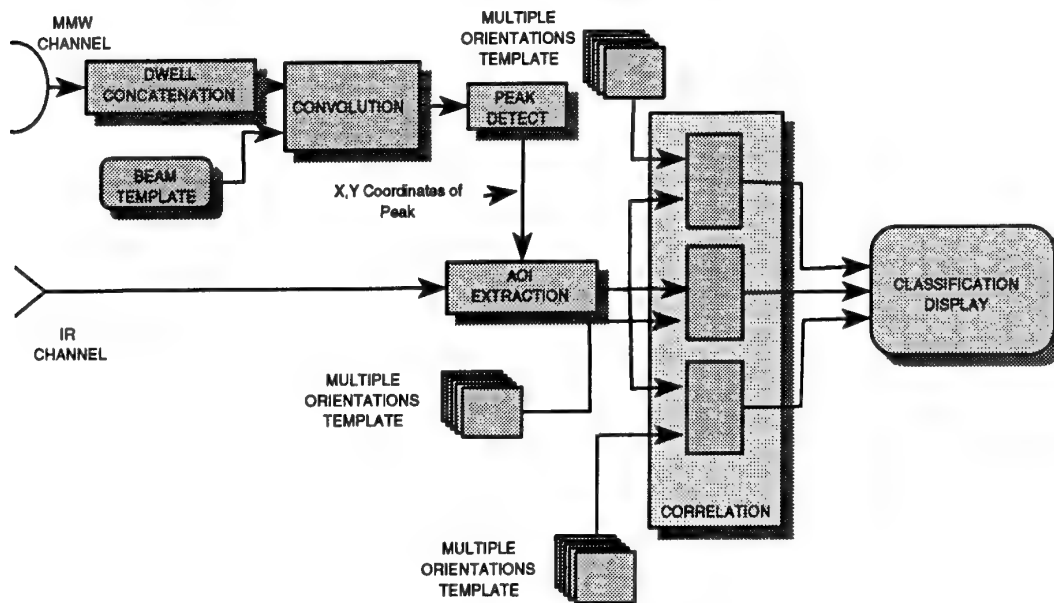 MMW
CHANNEL
DWELL
CONCATENATION
CONVOLUTION
PEAK
DETECT
MULTIPLE
ORIENTATIONS
TEMPLATE
BEAM
TEMPLATE
X,Y Coordinates of
Peak
AOI
EXTRACTION
CLASSIFICATION
DISPLAY
IR
CHANNEL
MULTIPLE
ORIENTATIONS
TEMPLATE
CORRELATION
MULTIPLE
ORIENTATIONS
TEMPLATE